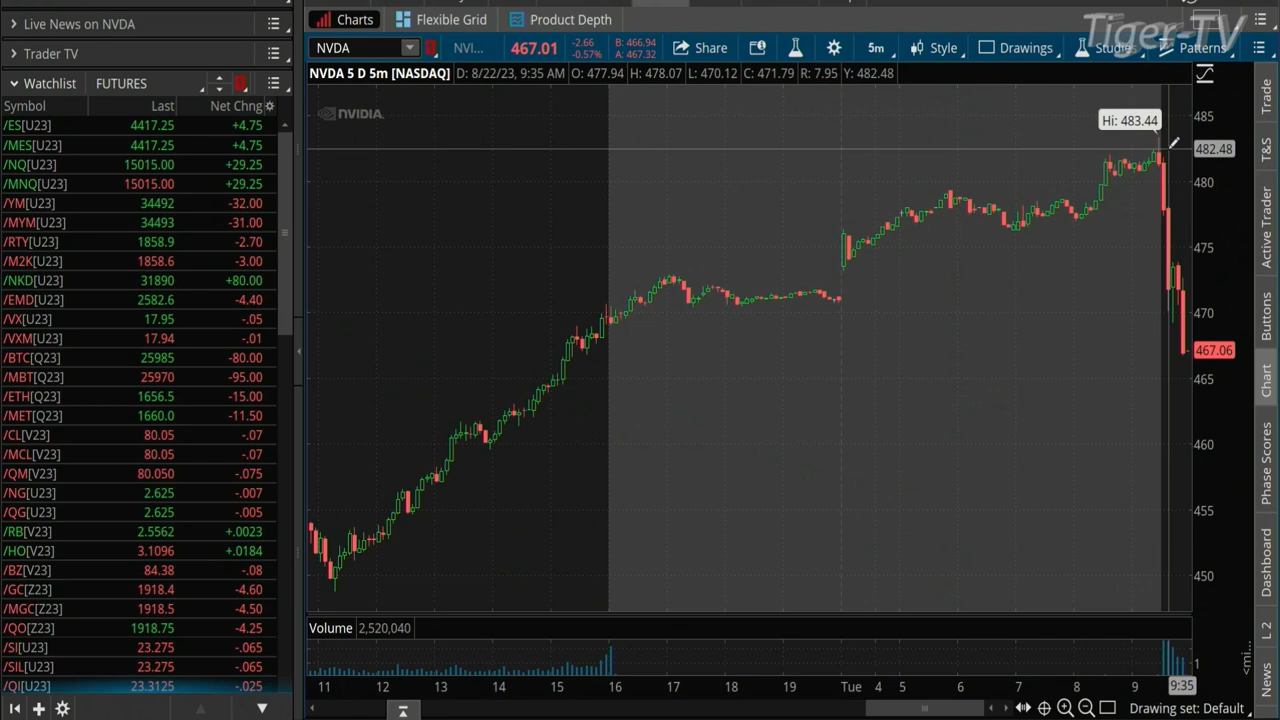 Live News on NVDA
Trader TV
Watchlist FUTURES
Symbol Last Net Chng
/ES[U23] 4417.25 +4.75
/MES[U23] 4417.25 +4.75
/NQ[U23] 15015.00 +29.25
/MNQ[U23] 15015.00 +29.25
/YM[U23] 34492 -32.00
/MYM[U23] 34493 -31.00
/RTY[U23] 1858.9 -2.70
/M2K[U23] 1858.6 -3.00
/NKD[U23] 31890 +80.00
/EMD[U23] 2582.6 -4.40
/VX[U23] 17.95 -.05
/VXM[U23] 17.94 -.01
/BTC[Q23] 25985 -80.00
/MBT[Q23] 25970 -95.00
/ETH[Q23] 1656.5 -15.00
/MET[Q23] 1660.0 -11.50
/CL[V23] 80.05 -.07
/MCL[V23] 80.05 -.07
/QM[V23] 80.050 -.075
/NG[U23] 2.625 -.007
/QG[U23] 2.625 -.005
/RB[V23] 2.5562 +.0023
/HO[V23] 3.1096 +.0184
/BZ[V23] 84.38 -.08
/GC[Z23] 1918.4 -4.60
/MGC[Z23] 1918.5 -4.50
/QO[Z23] 1918.75 -4.25
/SI[U23] 23.275 -.065
/SIL[U23] 23.275 -.065
/QI[U23] 23.3125 -.025
Charts Flexible Grid Product Depth
Tiger-TV
NVDA NVI... 467.01 -2.66 -0.57% B: 466.94 A: 467.32 Share 5m Style Drawings Studies Patterns
NVDA 5 D 5m [NASDAQ] D: 8/22/23, 9:35 AM O: 477.94 H: 478.07 L: 470.12 C: 471.79 R: 7.95 Y: 482.48
NVIDIA.
Hi: 483.44
485
482.48
480
475
470
467.06
465
460
455
450
Volume 2,520,040
1
<mi...
11 12 13 14 15 16 17 18 19 Tue 4 5 6 7 8 9 9:35
Drawing set: Default
Trade
T&S
Active Trader
Buttons
Chart
Phase Scores
Dashboard
L 2
News